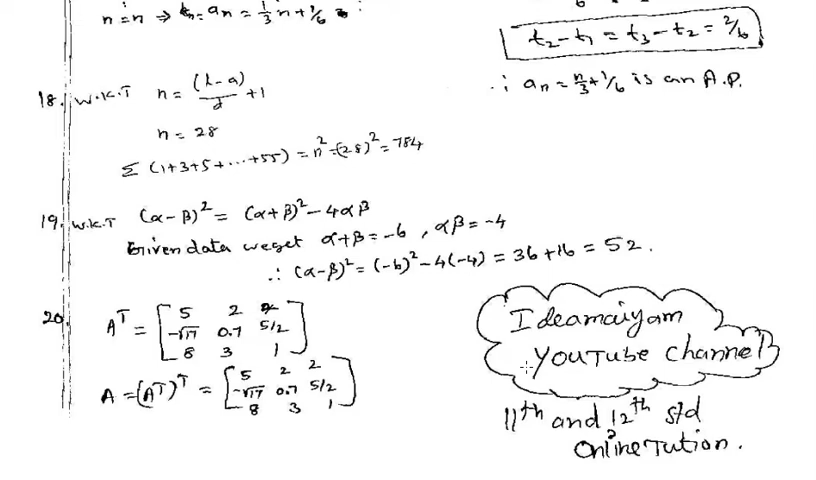 n=n ⇒ tn = an = 1/3 n + 1/6
t2 - t1 = t3 - t2 = 2/6
∴ an = n/3 + 1/6 is an A.P.
18. W.K.T n = (l-a)/d + 1
n = 28
Σ (1+3+5+...+55) = n² = (28)² = 784
19. W.K.T (α-β)² = (α+β)² - 4αβ
Given data we get α+β = -6, αβ = -4
∴ (α-β)² = (-6)² - 4(-4) = 36+16 = 52.
20. Aᵀ = [5 2 2
-√17 0.7 5/2
8 3 1]
A = (Aᵀ)ᵀ = [5 2 2
-√17 0.7 5/2
8 3 1]
Ideamaiyam
YOUTube channel
11th and 12th std
Online Tution.